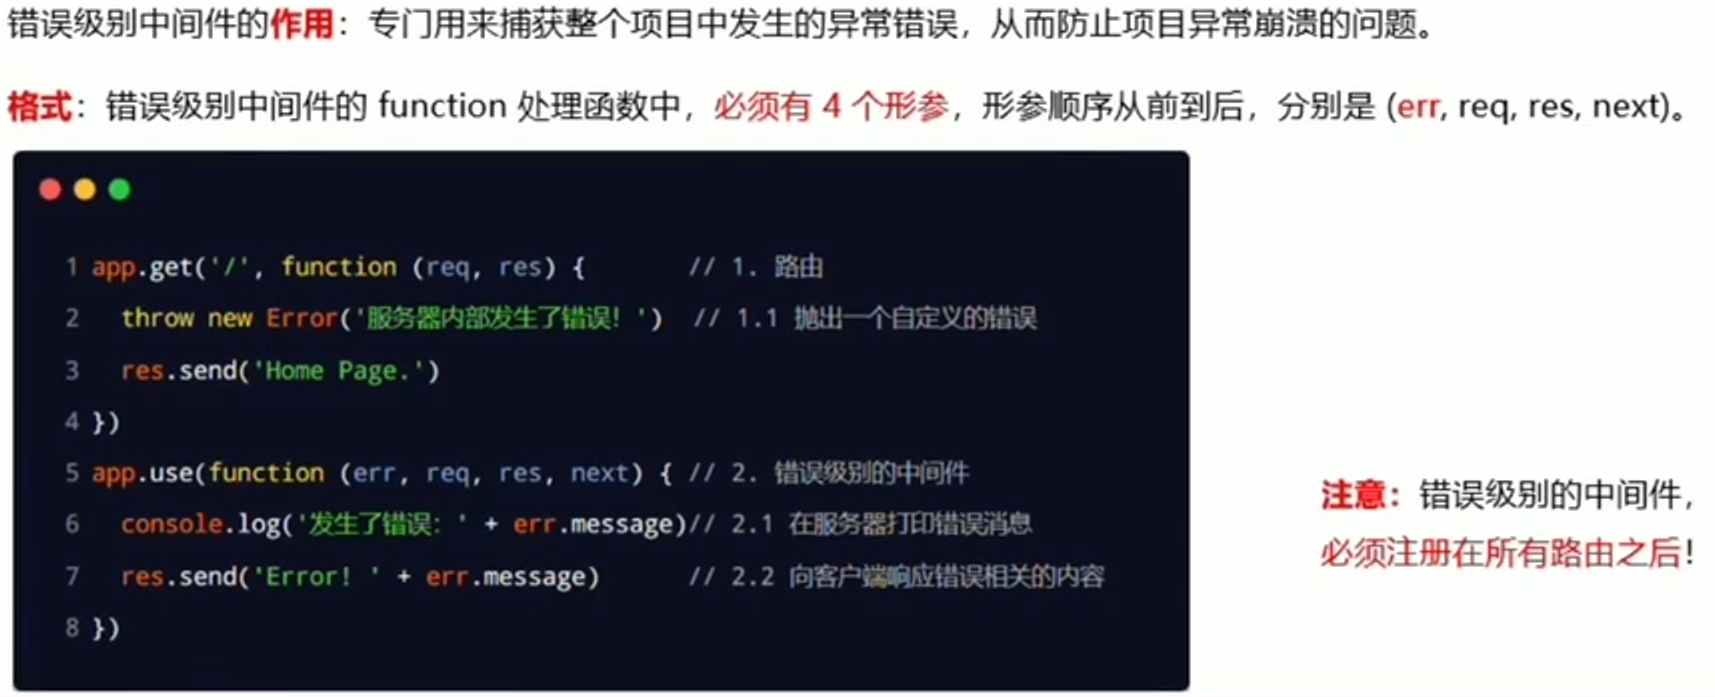 错误级别中间件的作用：专门用来捕获整个项目中发生的异常错误，从而防止项目异常崩溃的问题。
格式：错误级别中间件的 function 处理函数中，必须有 4 个形参，形参顺序从前到后，分别是 (err, req, res, next)。
1 app.get('/', function (req, res) { // 1. 路由
2 throw new Error('服务器内部发生了错误！') // 1.1 抛出一个自定义的错误
3 res.send('Home Page.')
4 })
5 app.use(function (err, req, res, next) { // 2. 错误级别的中间件
6 console.log('发生了错误：' + err.message)// 2.1 在服务器打印错误消息
7 res.send('Error! ' + err.message) // 2.2 向客户端响应错误相关的内容
8 })
注意：错误级别的中间件，
必须注册在所有路由之后！